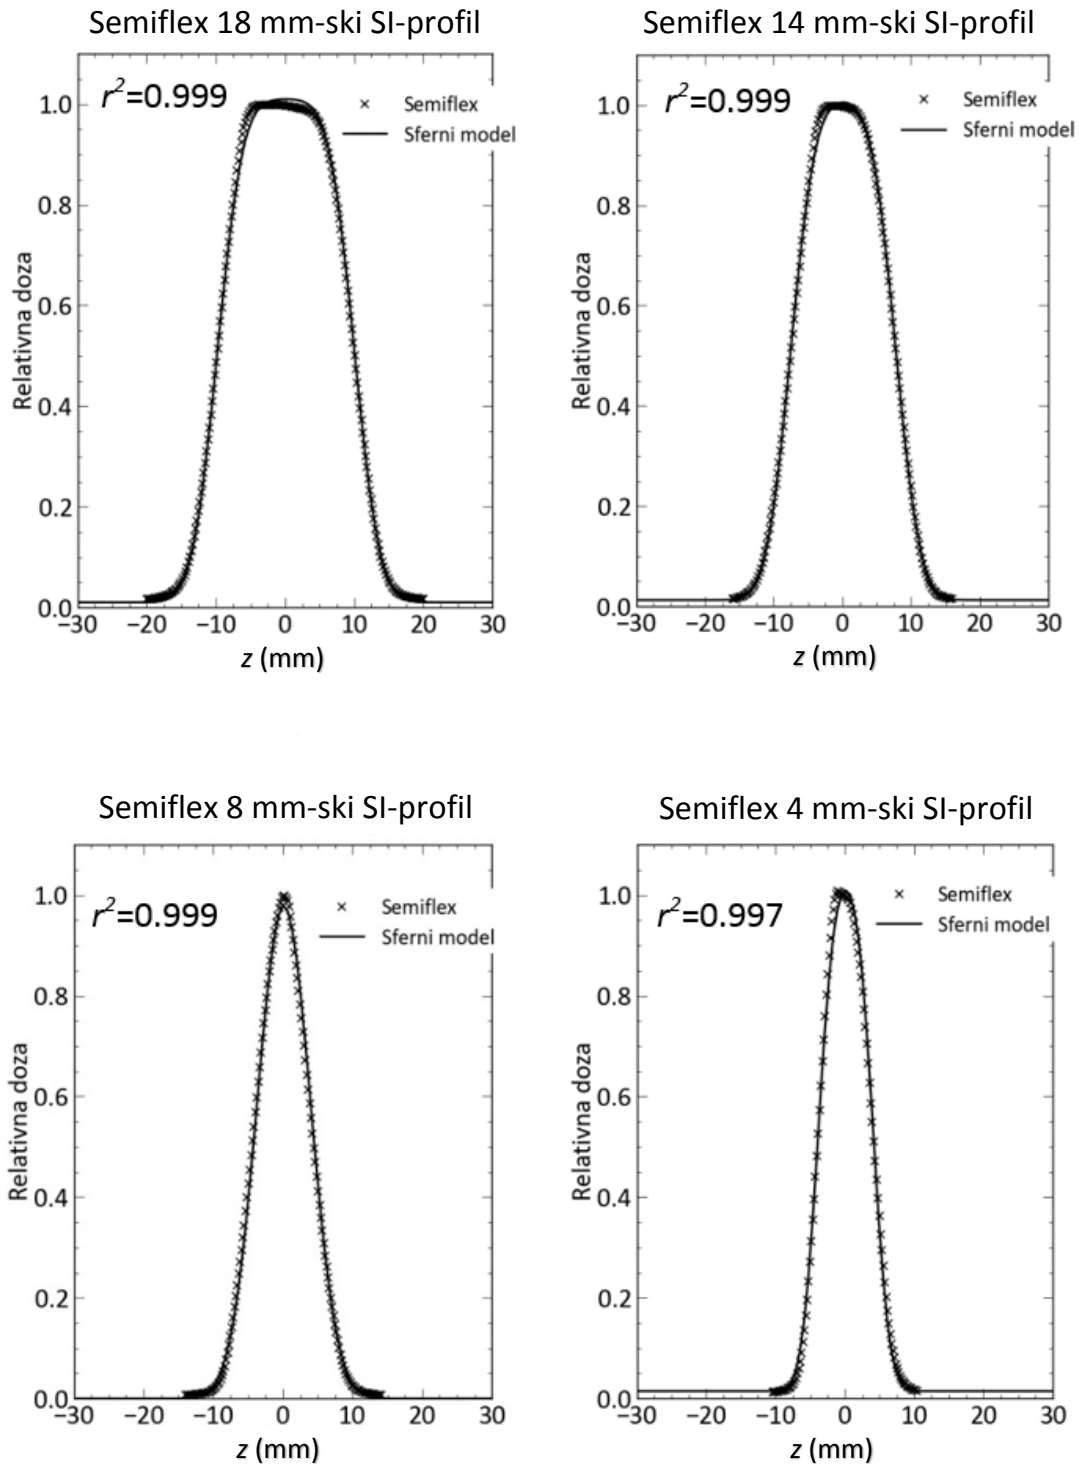 Semiflex 18 mm-ski SI-profil
r²=0.999
Semiflex
Sferni model
Relativna doza
1.0
0.8
0.6
0.4
0.2
0.0
−30 −20 −10 0 10 20 30
z (mm)
Semiflex 14 mm-ski SI-profil
r²=0.999
Semiflex
Sferni model
Relativna doza
1.0
0.8
0.6
0.4
0.2
0.0
−30 −20 −10 0 10 20 30
z (mm)
Semiflex 8 mm-ski SI-profil
r²=0.999
Semiflex
Sferni model
Relativna doza
1.0
0.8
0.6
0.4
0.2
0.0
−30 −20 −10 0 10 20 30
z (mm)
Semiflex 4 mm-ski SI-profil
r²=0.997
Semiflex
Sferni model
Relativna doza
1.0
0.8
0.6
0.4
0.2
0.0
−30 −20 −10 0 10 20 30
z (mm)